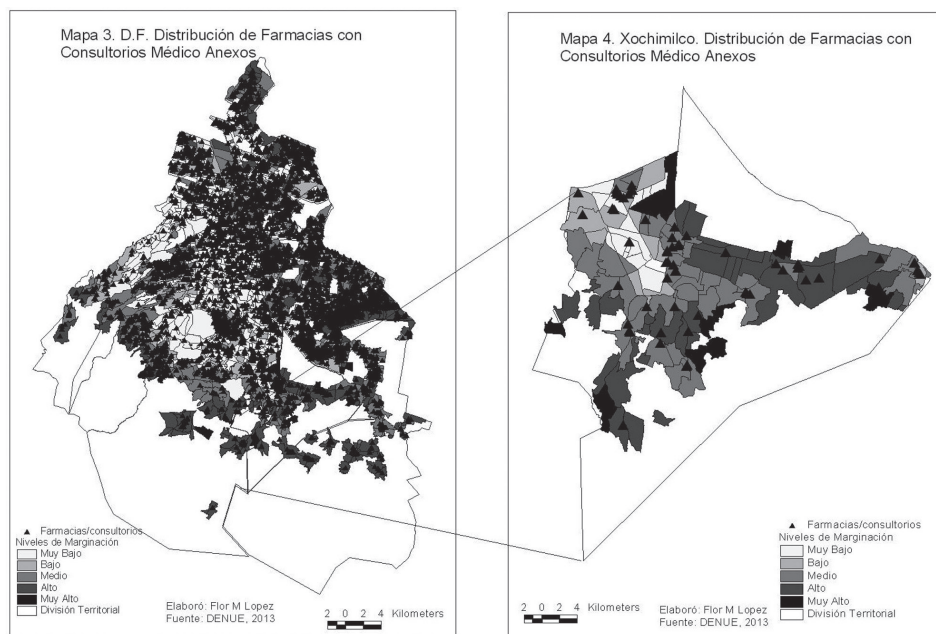 Mapa 3. D.F. Distribución de Farmacias con
Consultorios Médico Anexos
▲ Farmacias/consultorios
Niveles de Marginación
Muy Bajo
Bajo
Medio
Alto
Muy Alto
División Territorial
Elaboró: Flor M Lopez
Fuente: DENUE, 2013
2 0 2 4 Kilometers
Mapa 4. Xochimilco. Distribución de Farmacias con
Consultorios Médico Anexos
▲ Farmacias/consultorios
Niveles de Marginación
Muy Bajo
Bajo
Medio
Alto
Muy Alto
División Territorial
Elaboró: Flor M Lopez
Fuente: DENUE, 2013
2 0 2 4 Kilometers